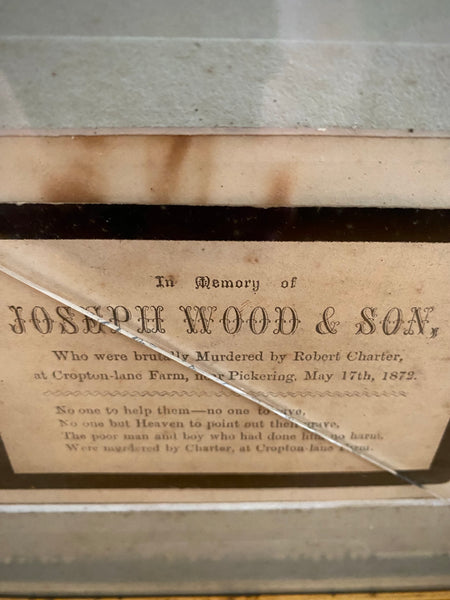 In Memory of
JOSEPH WOOD & SON,
Who were brutally Murdered by Robert Charter,
at Cropton-lane Farm, near Pickering, May 17th, 1872.
No one to help them—no one to save,
No one but Heaven to point out their grave,
The poor man and boy who had done him no harm,
Were murdered by Charter, at Cropton-lane Farm.